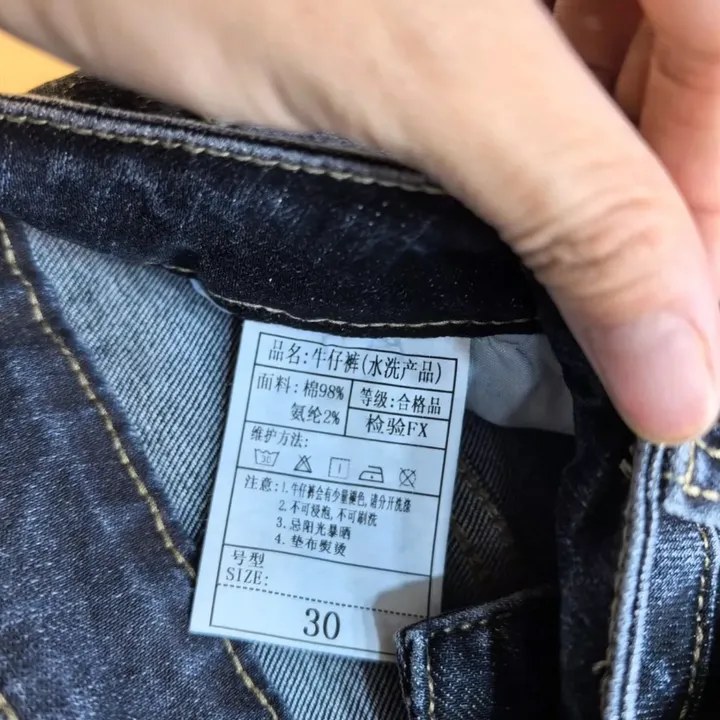 品名:牛仔裤(水洗产品)
面料:棉98%
氨纶2%
等级:合格品
检验FX
维护方法:
30
注意:1.牛仔裤会有少量褪色,请分开洗涤
2.不可浸泡,不可刷洗
3.忌阳光暴晒
4.垫布熨烫
号型
SIZE:
30